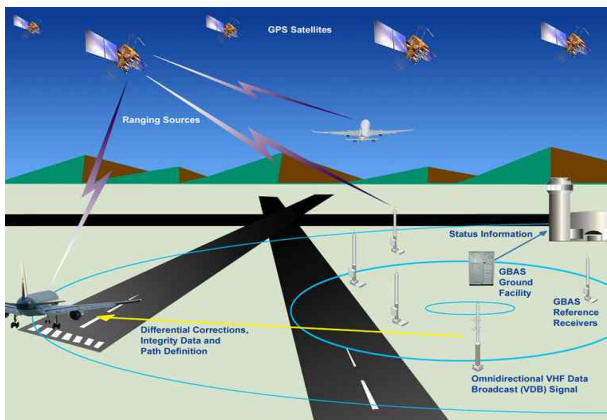 GPS Satellites
Ranging Sources
Status Information
GBAS
Ground
Facility
GBAS
Reference
Receivers
Differential Corrections,
Integrity Data and
Path Definition
Omnidirectional VHF Data
Broadcast (VDB) Signal